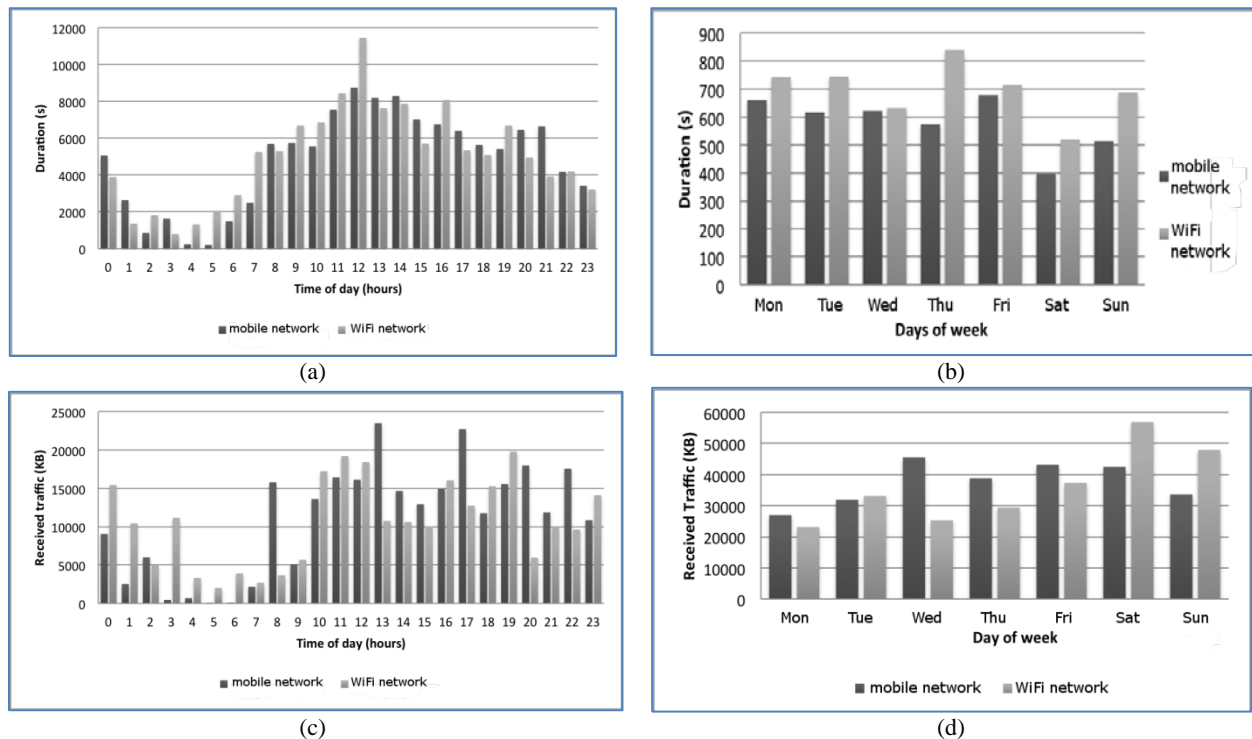 12000
10000
8000
6000
4000
2000
0
Duration (s)
0 1 2 3 4 5 6 7 8 9 10 11 12 13 14 15 16 17 18 19 20 21 22 23
Time of day (hours)
mobile network WiFi network
(a)
900
800
700
600
500
400
300
200
100
0
Duration (s)
Mon Tue Wed Thu Fri Sat Sun
Days of week
mobile
network
WiFi
network
(b)
25000
20000
15000
10000
5000
0
Received traffic (KB)
0 1 2 3 4 5 6 7 8 9 10 11 12 13 14 15 16 17 18 19 20 21 22 23
Time of day (hours)
mobile network WiFi network
(c)
60000
50000
40000
30000
20000
10000
0
Received Traffic (KB)
Mon Tue Wed Thu Fri Sat Sun
Day of week
mobile network WiFi network
(d)